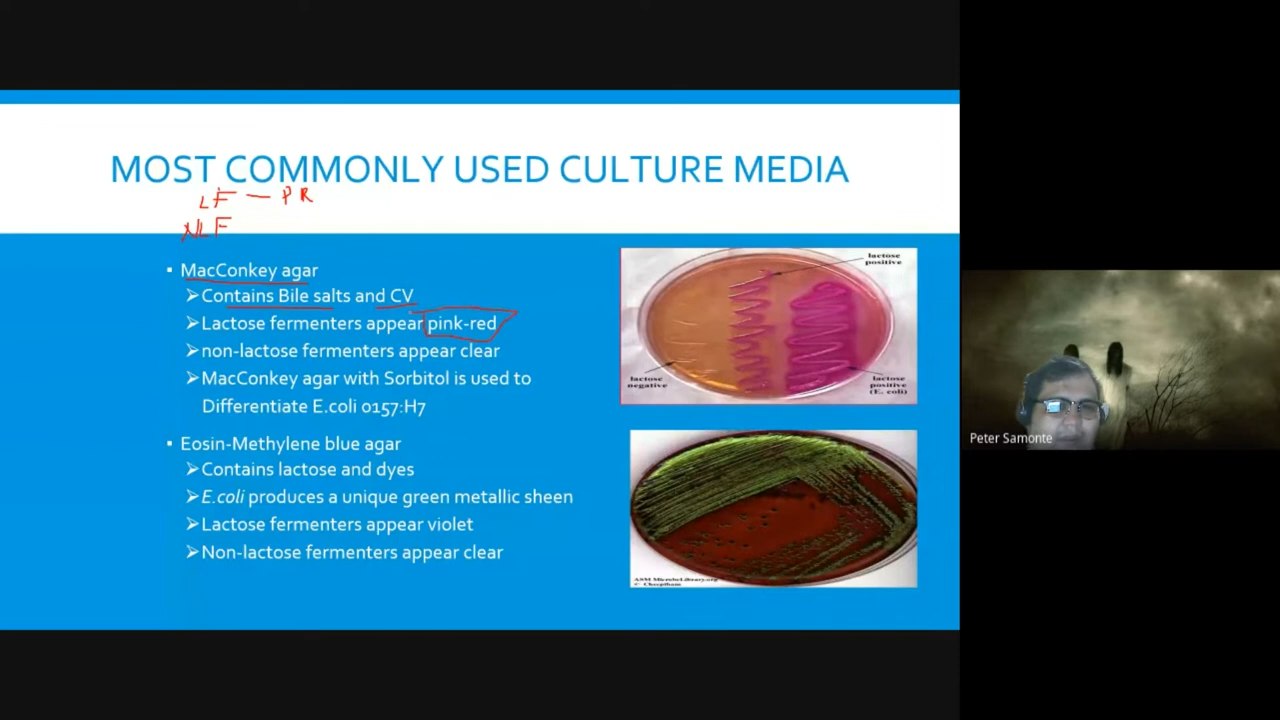 MOST COMMONLY USED CULTURE MEDIA
LF — PR
NLF
▪ MacConkey agar
➢Contains Bile salts and CV
➢Lactose fermenters appear pink-red
➢non-lactose fermenters appear clear
➢MacConkey agar with Sorbitol is used to
Differentiate E.coli 0157:H7
▪ Eosin-Methylene blue agar
➢Contains lactose and dyes
➢E.coli produces a unique green metallic sheen
➢Lactose fermenters appear violet
➢Non-lactose fermenters appear clear
lactose
positive
lactose
negative
lactose
positive
(E. coli)
ASM MicrobeLibrary.org
© Cheeptham
Peter Samonte